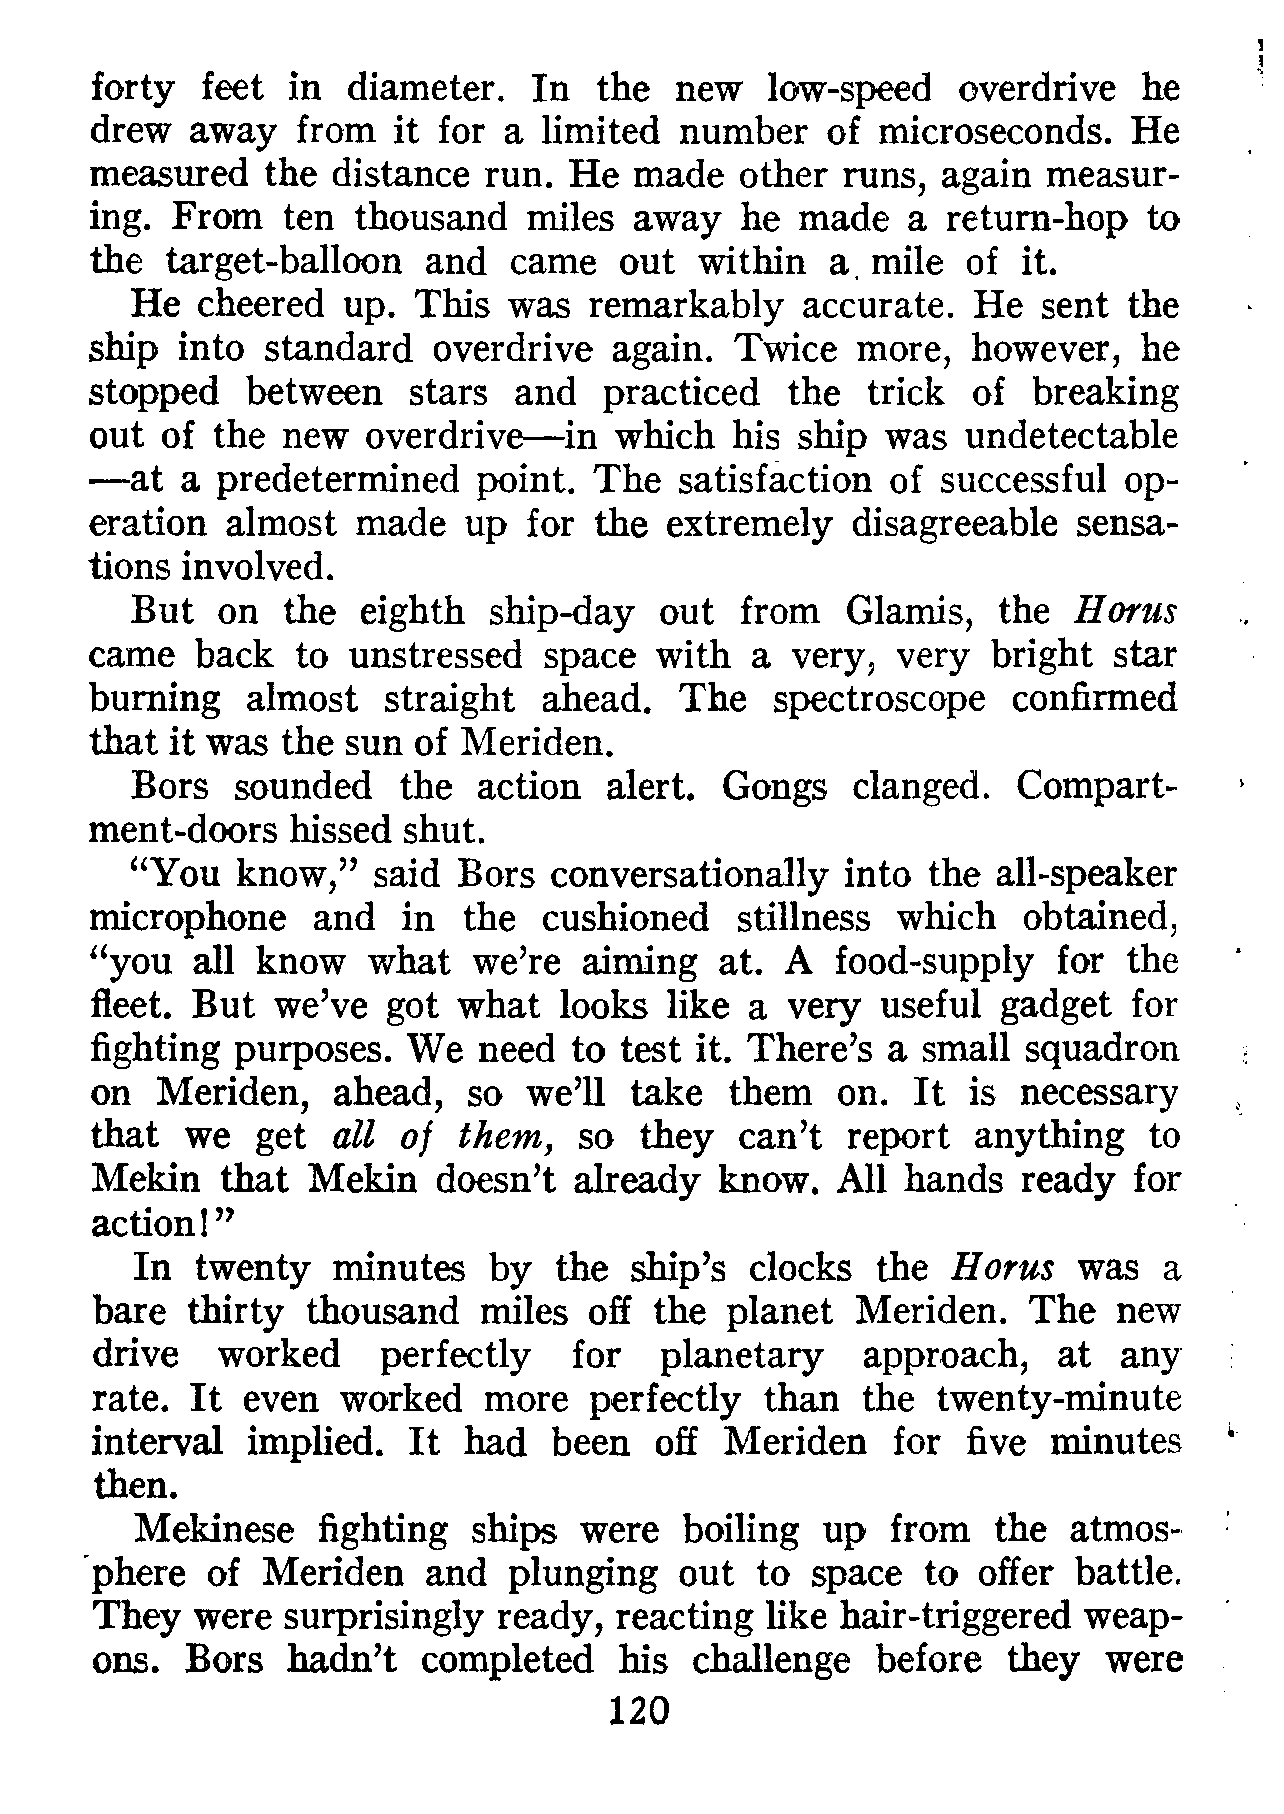 forty feet in diameter. In the new low-speed overdrive he
drew away from it for a limited number of microseconds. He
measured the distance run. He made other runs, again measur-
ing. From ten thousand miles away he made a return-hop to
the target-balloon and came out within a mile of it.
He cheered up. This was remarkably accurate. He sent the
ship into standard overdrive again. Twice more, however, he
stopped between stars and practiced the trick of breaking
out of the new overdrive—in which his ship was undetectable
—at a predetermined point. The satisfaction of successful op-
eration almost made up for the extremely disagreeable sensa-
tions involved.
But on the eighth ship-day out from Glamis, the Horus
came back to unstressed space with a very, very bright star
burning almost straight ahead. The spectroscope confirmed
that it was the sun of Meriden.
Bors sounded the action alert. Gongs clanged. Compart-
ment-doors hissed shut.
“You know,” said Bors conversationally into the all-speaker
microphone and in the cushioned stillness which obtained,
“you all know what we’re aiming at. A food-supply for the
fleet. But we’ve got what looks like a very useful gadget for
fighting purposes. We need to test it. There’s a small squadron
on Meriden, ahead, so we’ll take them on. It is necessary
that we get all of them, so they can’t report anything to
Mekin that Mekin doesn’t already know. All hands ready for
action!”
In twenty minutes by the ship’s clocks the Horus was a
bare thirty thousand miles off the planet Meriden. The new
drive worked perfectly for planetary approach, at any
rate. It even worked more perfectly than the twenty-minute
interval implied. It had been off Meriden for five minutes
then.
Mekinese fighting ships were boiling up from the atmos-
phere of Meriden and plunging out to space to offer battle.
They were surprisingly ready, reacting like hair-triggered weap-
ons. Bors hadn’t completed his challenge before they were
120